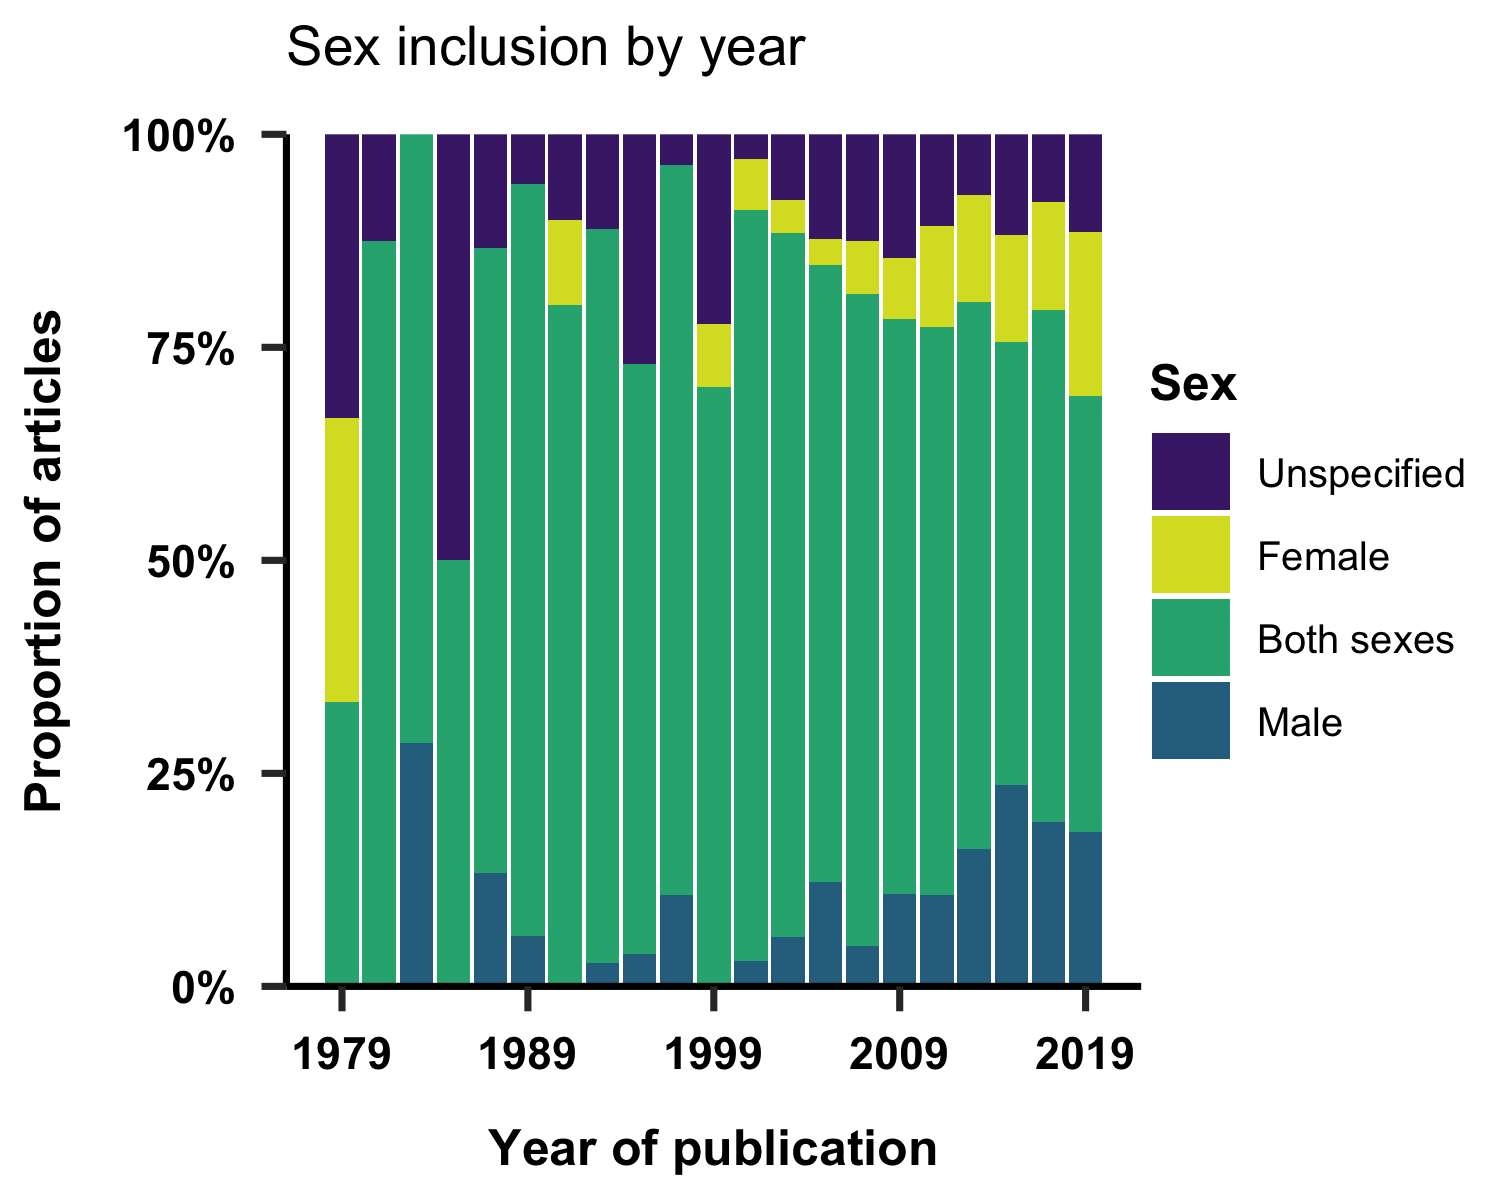 Sex inclusion by year
100%
75%
50%
25%
0%
Proportion of articles
1979 1989 1999 2009 2019
Year of publication
Sex
Unspecified
Female
Both sexes
Male